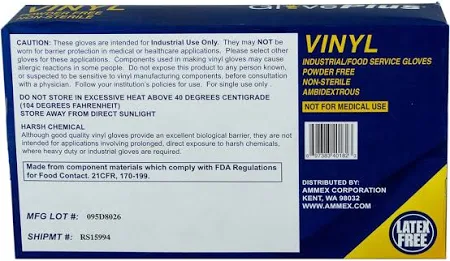 GlovePlus
POWDER FREE
NON-STERILE
CAUTION: These gloves are intended for Industrial Use Only. They may NOT be
worn for barrier protection in medical or healthcare applications. Please select other
gloves for these applications. Components used in making vinyl gloves may cause
allergic reactions in some people. Do not expose this product to any person known,
or suspected to be sensitive to vinyl manufacturing components, before consultation
with a physician. Follow your institution's policies for use. For single use only.
DO NOT STORE IN EXCESSIVE HEAT ABOVE 40 DEGREES CENTIGRADE
(104 DEGREES FAHRENHEIT)
STORE AWAY FROM DIRECT SUNLIGHT
HARSH CHEMICAL
Although good quality vinyl gloves provide an excellent biological barrier, they are not
intended for applications involving prolonged, direct exposure to harsh chemicals,
where heavy duty or industrial gloves are required.
Made from component materials which comply with FDA Regulations
for Food Contact. 21CFR, 170-199.
MFG LOT #: 095D8026
SHIPMT #: RS15994
VINYL
INDUSTRIAL/FOOD SERVICE GLOVES
POWDER FREE
NON-STERILE
AMBIDEXTROUS
NOT FOR MEDICAL USE
6 97383 40182 3
DISTRIBUTED BY:
AMMEX CORPORATION
KENT, WA 98032
WWW.AMMEX.COM
LATEX
FREE